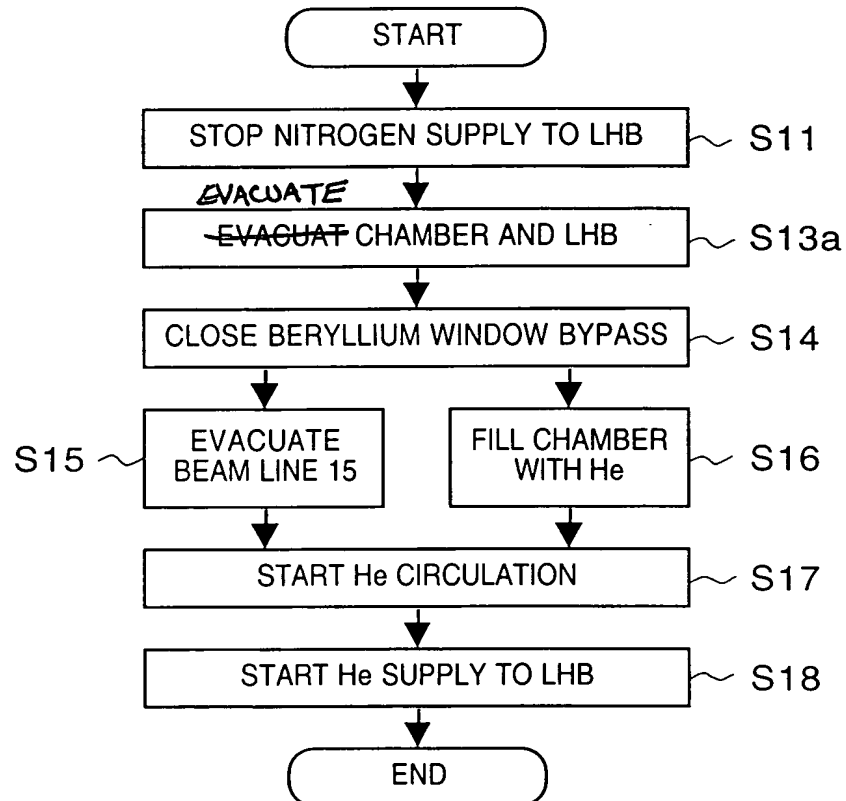 START
STOP NITROGEN SUPPLY TO LHB S11
EVACUATE
EVACUAT CHAMBER AND LHB S13a
CLOSE BERYLLIUM WINDOW BYPASS S14
S15 EVACUATE BEAM LINE 15
FILL CHAMBER WITH He S16
START He CIRCULATION S17
START He SUPPLY TO LHB S18
END